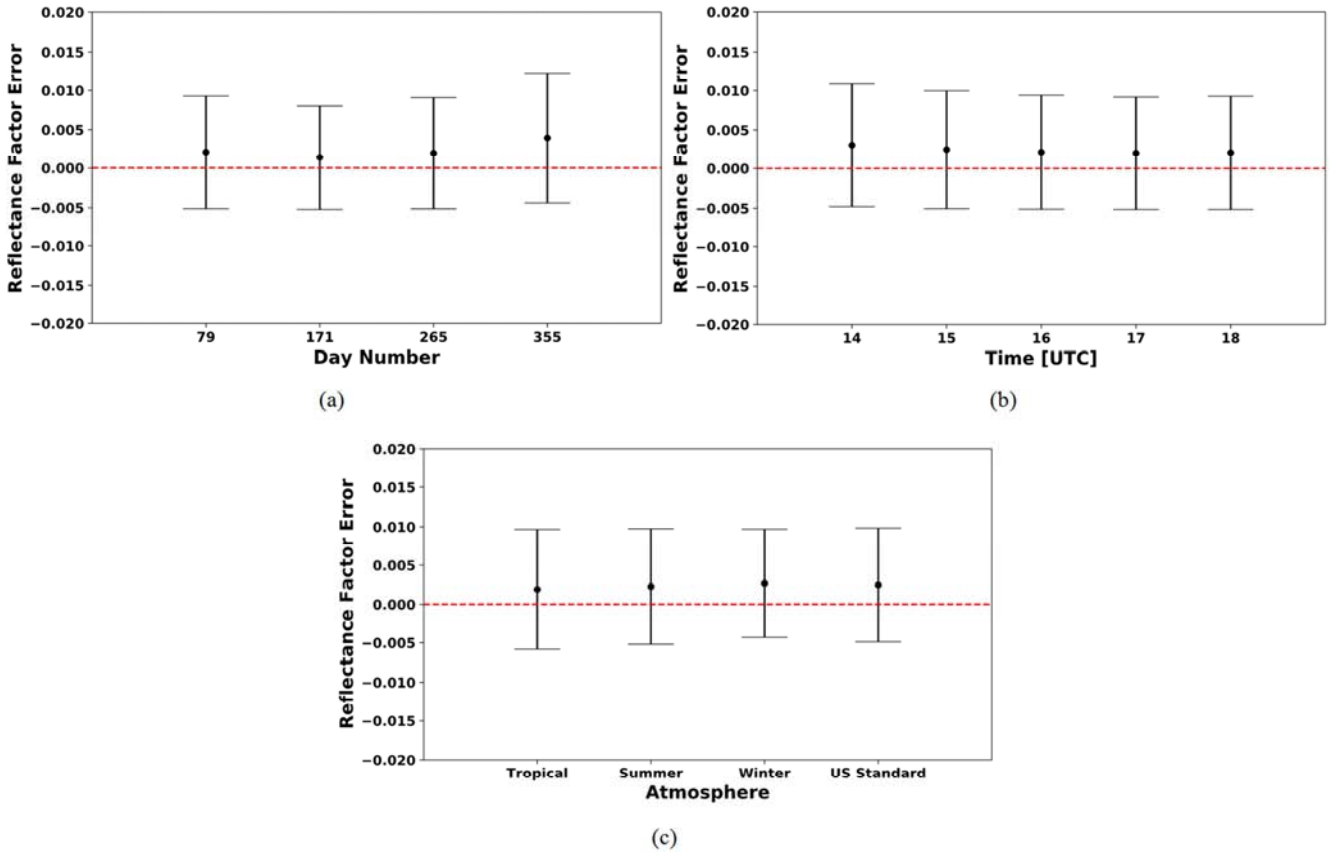 Reflectance Factor Error
0.020
0.015
0.010
0.005
0.000
−0.005
−0.010
−0.015
−0.020
79 171 265 355
Day Number
(a)
Reflectance Factor Error
0.020
0.015
0.010
0.005
0.000
−0.005
−0.010
−0.015
−0.020
14 15 16 17 18
Time [UTC]
(b)
Reflectance Factor Error
0.020
0.015
0.010
0.005
0.000
−0.005
−0.010
−0.015
−0.020
Tropical Summer Winter US Standard
Atmosphere
(c)